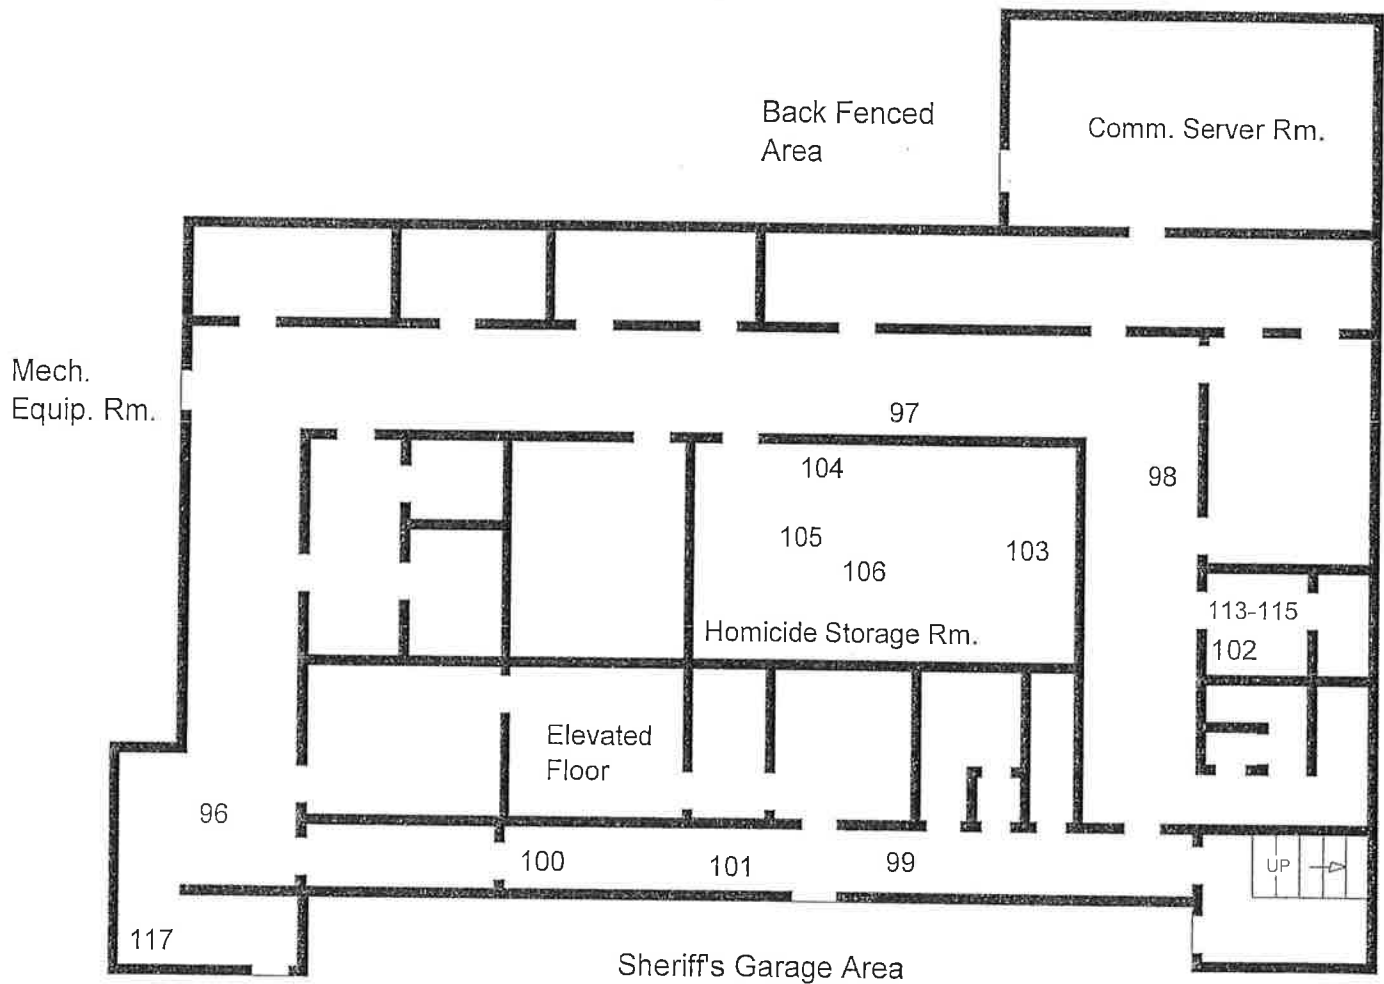 Back Fenced
Area
Comm. Server Rm.
Mech.
Equip. Rm.
97
104
98
105
103
106
113-115
Homicide Storage Rm.
102
Elevated
Floor
96
100
101
99
UP
117
Sheriff's Garage Area